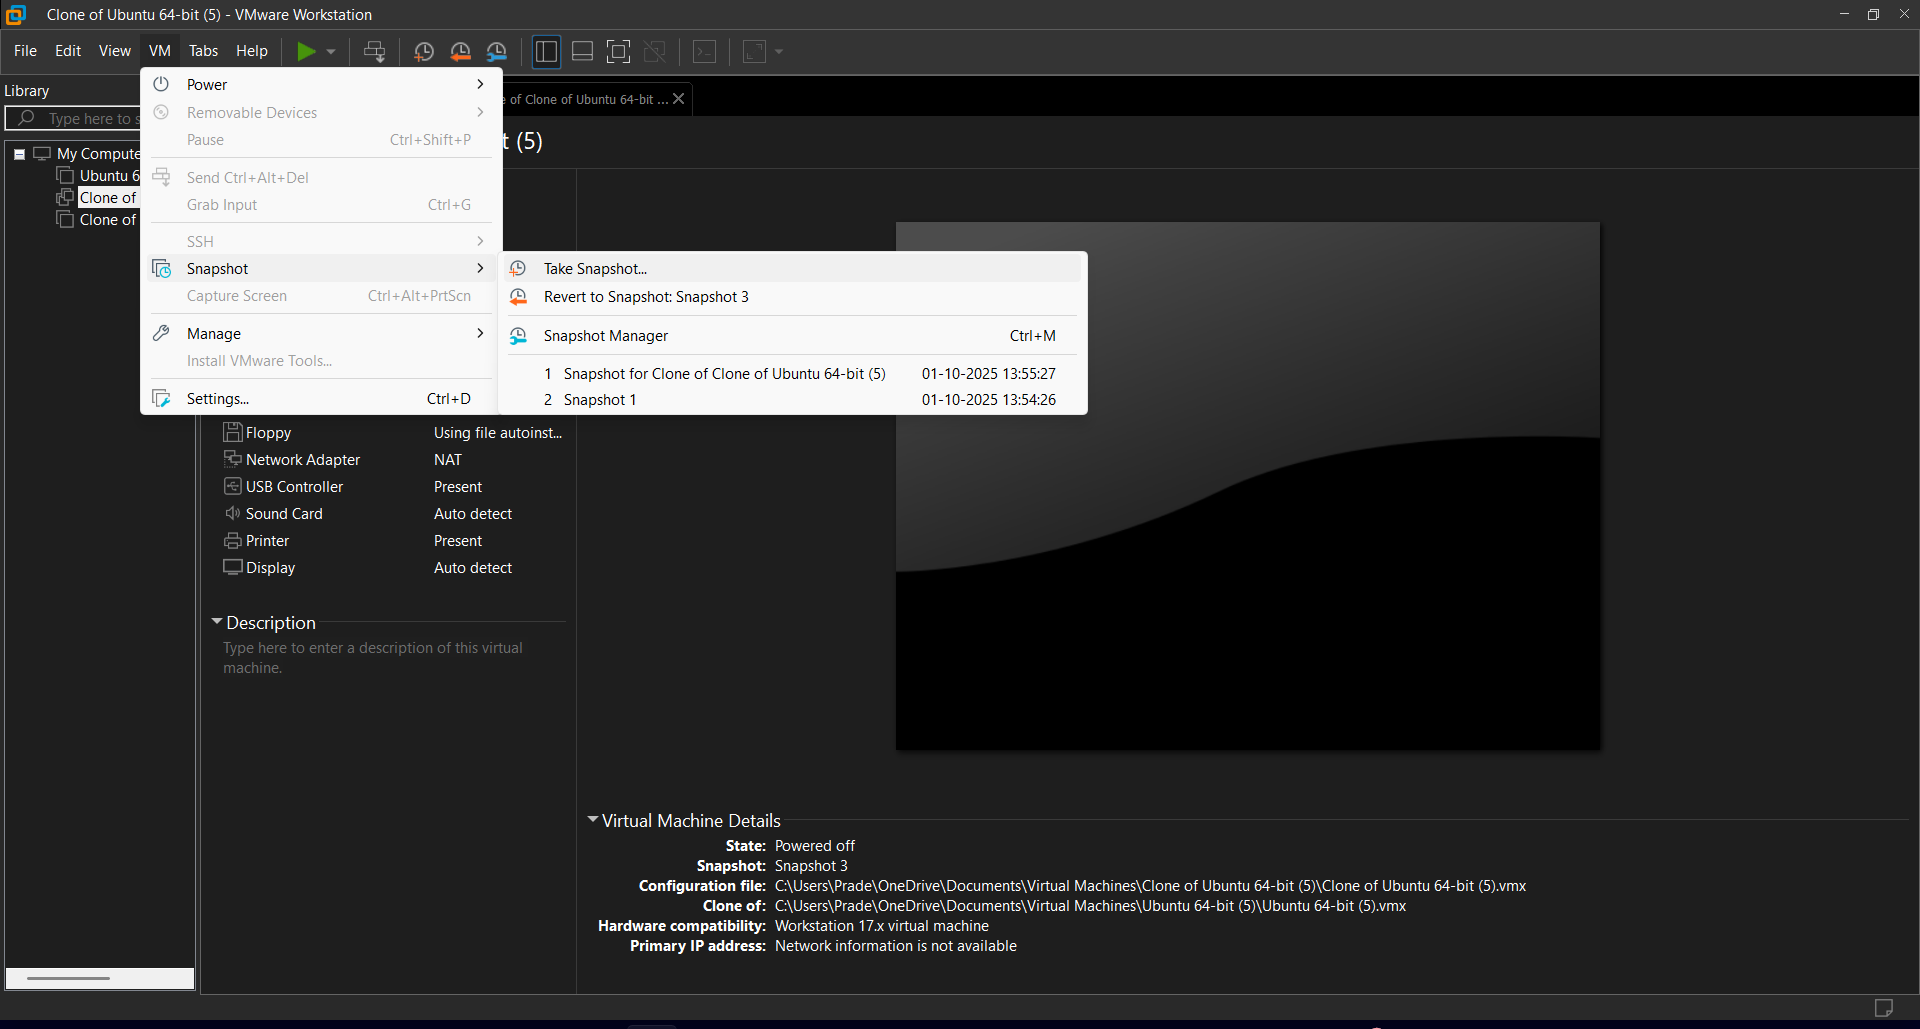 Clone of Ubuntu 64-bit (5) - VMware Workstation
File Edit View VM Tabs Help
Library
Type here to s
My Compute
Ubuntu 6
Clone of
Clone of
Power
Removable Devices
Pause Ctrl+Shift+P
Send Ctrl+Alt+Del
Grab Input Ctrl+G
SSH
Snapshot
Capture Screen Ctrl+Alt+PrtScn
Manage
Install VMware Tools...
Settings... Ctrl+D
e of Clone of Ubuntu 64-bit ...
t (5)
Take Snapshot...
Revert to Snapshot: Snapshot 3
Snapshot Manager Ctrl+M
1 Snapshot for Clone of Clone of Ubuntu 64-bit (5) 01-10-2025 13:55:27
2 Snapshot 1 01-10-2025 13:54:26
Floppy Using file autoinst...
Network Adapter NAT
USB Controller Present
Sound Card Auto detect
Printer Present
Display Auto detect
Description
Type here to enter a description of this virtual
machine.
Virtual Machine Details
State: Powered off
Snapshot: Snapshot 3
Configuration file: C:\Users\Prade\OneDrive\Documents\Virtual Machines\Clone of Ubuntu 64-bit (5)\Clone of Ubuntu 64-bit (5).vmx
Clone of: C:\Users\Prade\OneDrive\Documents\Virtual Machines\Ubuntu 64-bit (5)\Ubuntu 64-bit (5).vmx
Hardware compatibility: Workstation 17.x virtual machine
Primary IP address: Network information is not available